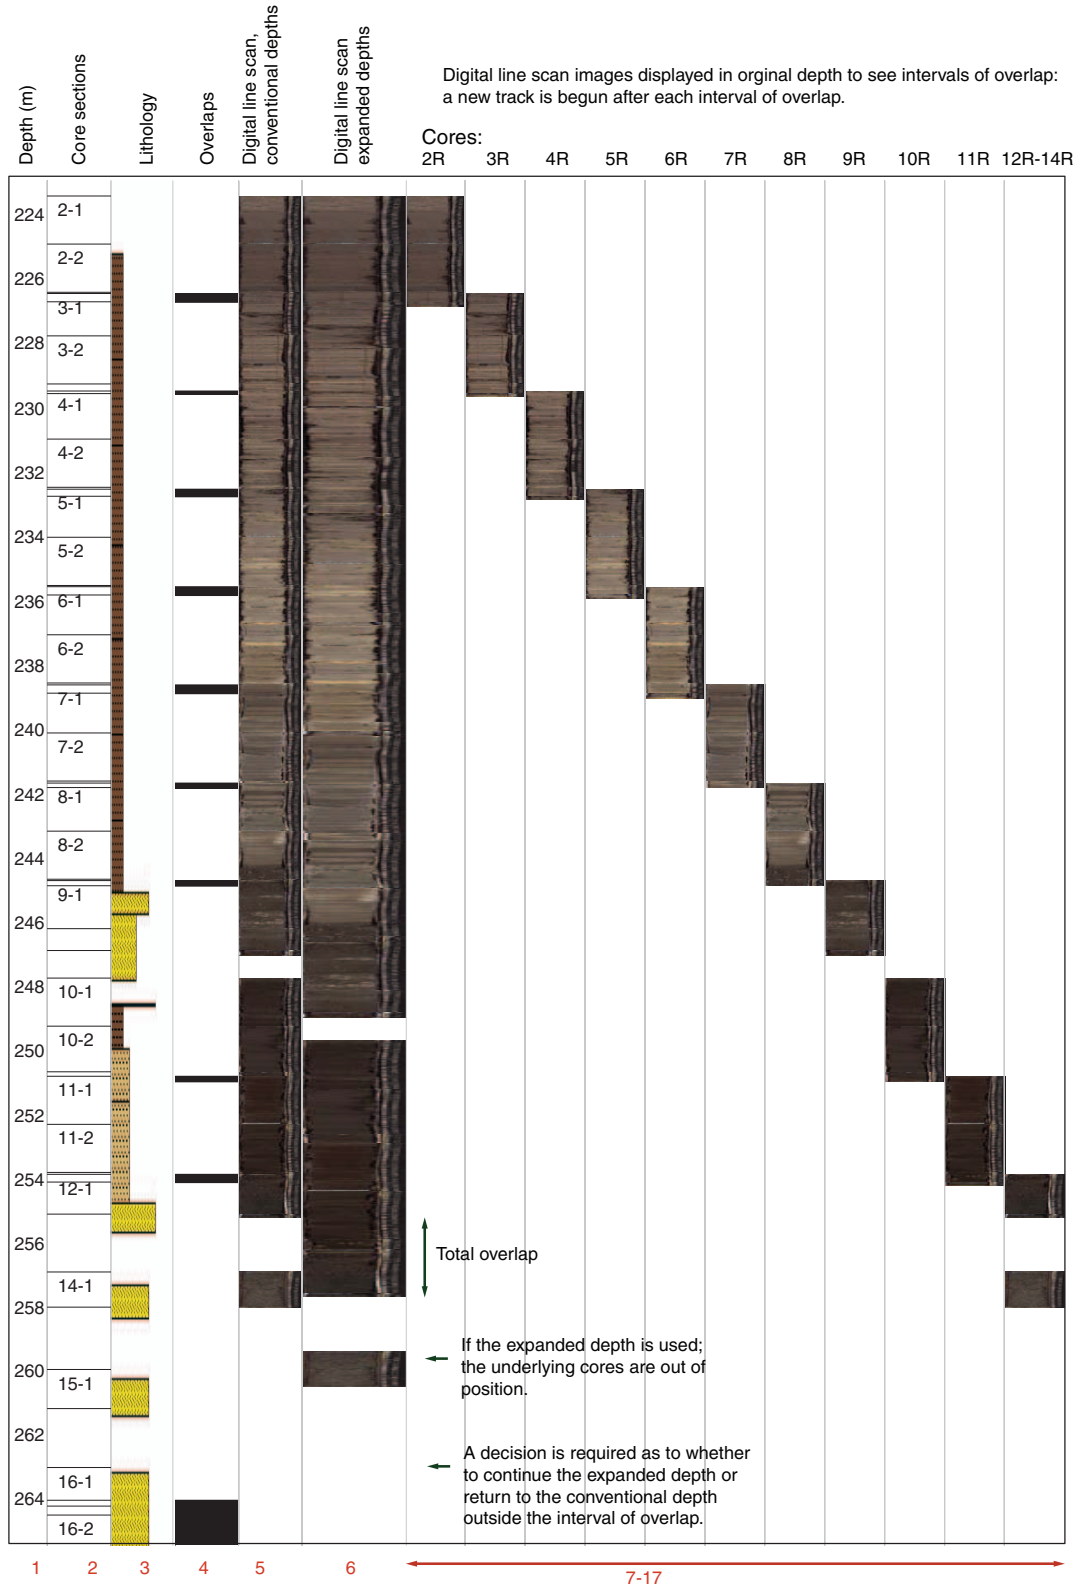 Depth (m)
Core sections
Lithology
Overlaps
Digital line scan,
conventional depths
Digital line scan
expanded depths
Digital line scan images displayed in orginal depth to see intervals of overlap:
a new track is begun after each interval of overlap.
Cores:
2R 3R 4R 5R 6R 7R 8R 9R 10R 11R 12R-14R
224
2-1
2-2
226
3-1
228
3-2
230
4-1
4-2
232
5-1
234
5-2
236
6-1
6-2
238
7-1
240
7-2
242
8-1
8-2
244
9-1
246
248
10-1
10-2
250
11-1
252
11-2
254
12-1
256
Total overlap
14-1
258
If the expanded depth is used;
the underlying cores are out of
position.
260
15-1
262
A decision is required as to whether
to continue the expanded depth or
return to the conventional depth
outside the interval of overlap.
16-1
264
16-2
1 2 3 4 5 6 7-17